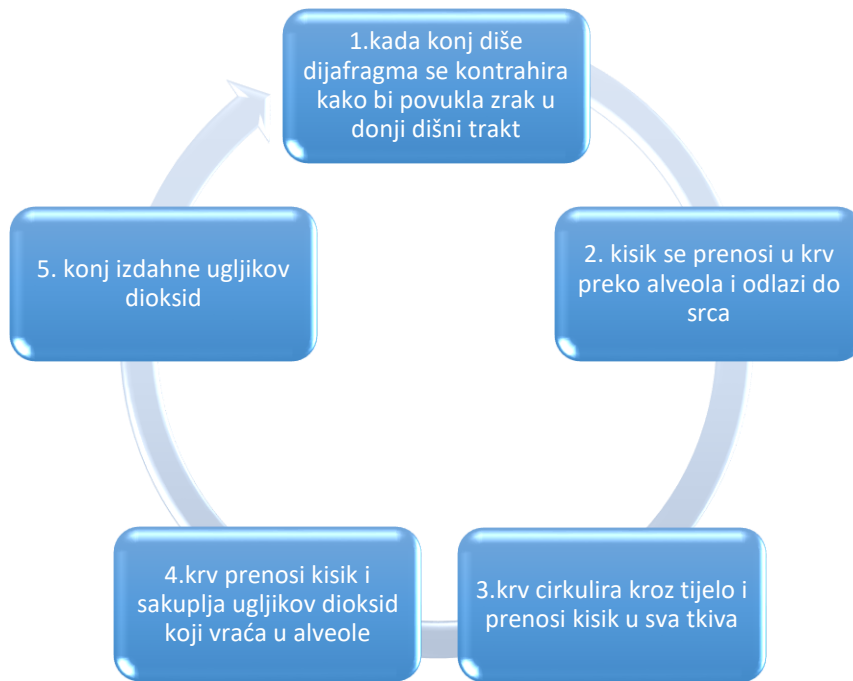 1.kada konj diše
dijafragma se kontrahira
kako bi povukla zrak u
donji dišni trakt
2. kisik se prenosi u krv
preko alveola i odlazi do
srca
3.krv cirkulira kroz tijelo i
prenosi kisik u sva tkiva
4.krv prenosi kisik i
sakuplja ugljikov dioksid
koji vraća u alveole
5. konj izdahne ugljikov
dioksid